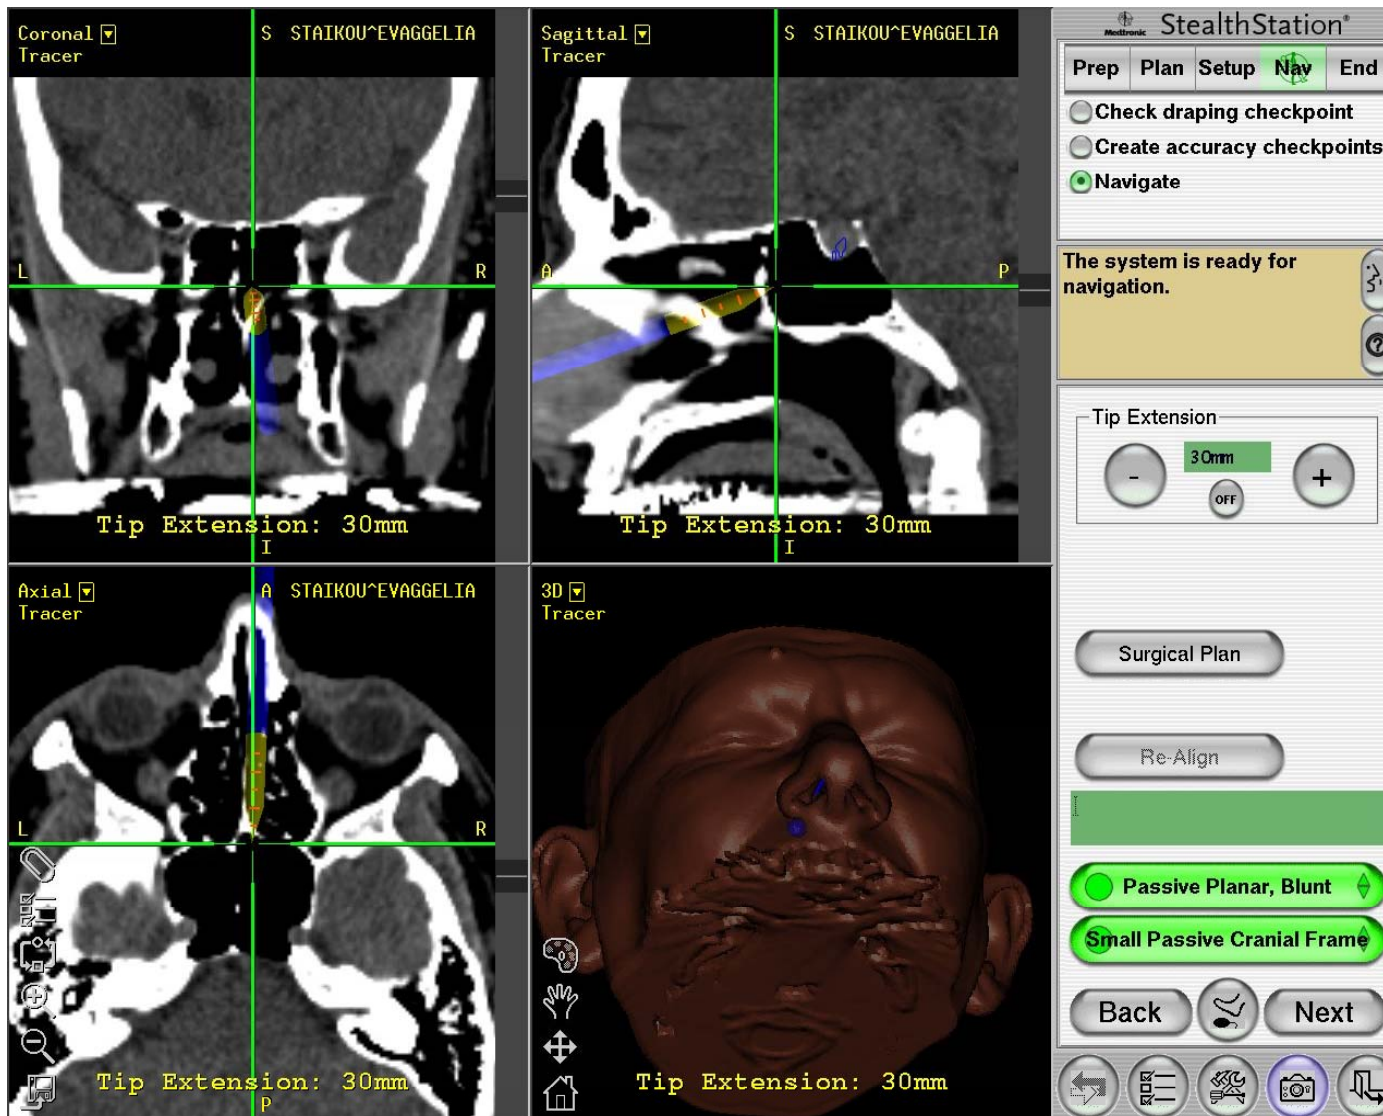 Coronal
Tracer
S STAIKOU^EVAGGELIA
L
R
Tip Extension: 30mm
I
Sagittal
Tracer
S STAIKOU^EVAGGELIA
A
P
Tip Extension: 30mm
I
Axial
Tracer
A STAIKOU^EVAGGELIA
L
R
Tip Extension: 30mm
P
3D
Tracer
Tip Extension: 30mm
Medtronic StealthStation®
Prep Plan Setup Nav End
Check draping checkpoint
Create accuracy checkpoints
Navigate
The system is ready for
navigation.
?
Tip Extension
- 30mm +
OFF
Surgical Plan
Re-Align
Passive Planar, Blunt
Small Passive Cranial Frame
Back Next